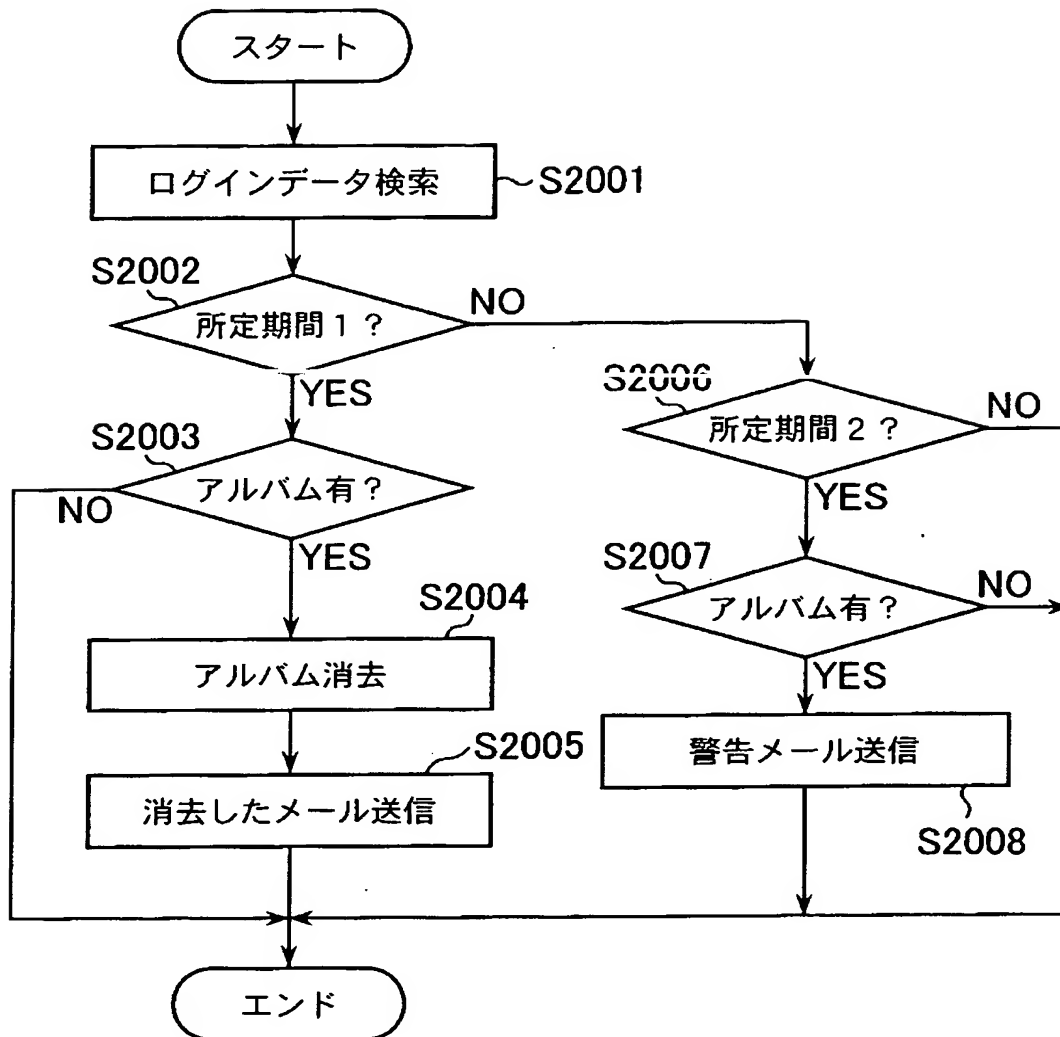 スタート
ログインデータ検索
S2001
S2002
所定期間１？
NO
YES
S2003
アルバム有？
NO
YES
S2004
アルバム消去
S2005
消去したメール送信
S2006
所定期間２？
NO
YES
S2007
アルバム有？
NO
YES
警告メール送信
S2008
エンド